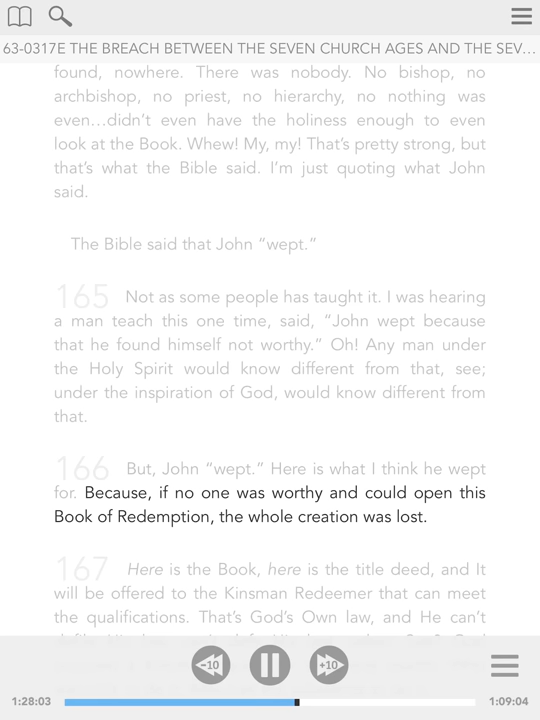 63-0317E THE BREACH BETWEEN THE SEVEN CHURCH AGES AND THE SEV...
found, nowhere. There was nobody. No bishop, no
archbishop, no priest, no hierarchy, no nothing was
even…didn't even have the holiness enough to even
look at the Book. Whew! My, my! That's pretty strong, but
that's what the Bible said. I'm just quoting what John
said.
The Bible said that John “wept.”
165 Not as some people has taught it. I was hearing
a man teach this one time, said, “John wept because
that he found himself not worthy.” Oh! Any man under
the Holy Spirit would know different from that, see;
under the inspiration of God, would know different from
that.
166 But, John “wept.” Here is what I think he wept
for. Because, if no one was worthy and could open this
Book of Redemption, the whole creation was lost.
167 Here is the Book, here is the title deed, and It
will be offered to the Kinsman Redeemer that can meet
the qualifications. That's God's Own law, and He can't
-10
+10
1:28:03
1:09:04